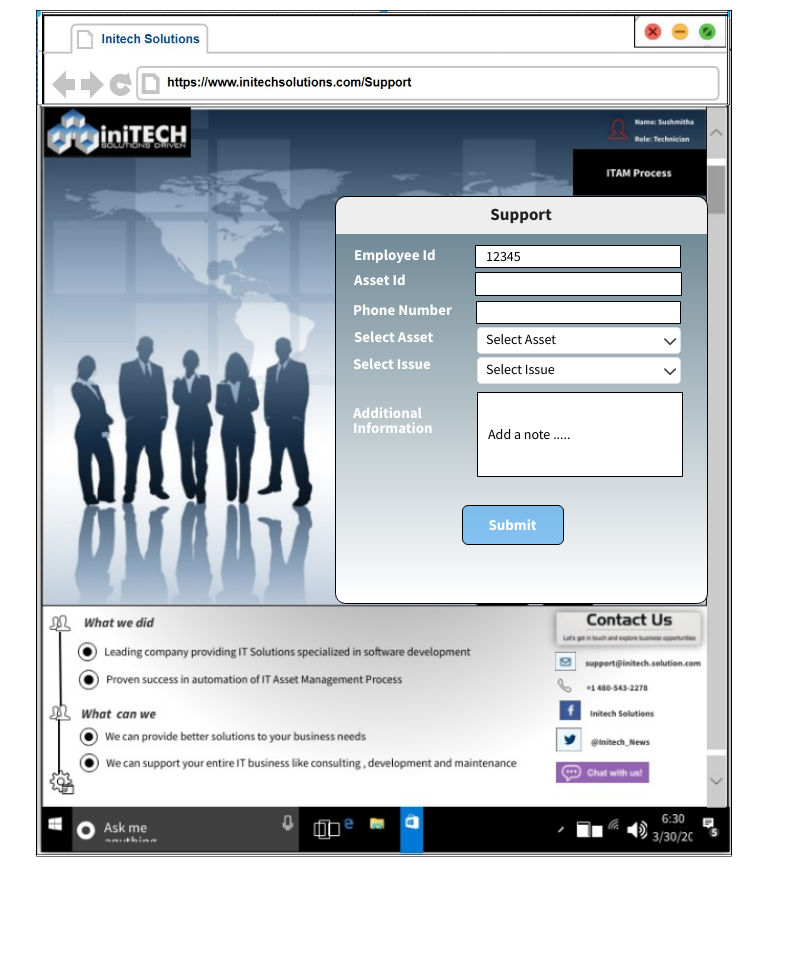 Initech Solutions
https://www.initechsolutions.com/Support
iniTECH
SOLUTIONS DRIVEN
Name: Sushmitha
Role: Technician
ITAM Process
Support
Employee Id
12345
Asset Id
Phone Number
Select Asset
Select Asset
Select Issue
Select Issue
Additional
Information
Add a note .....
Submit
What we did
Leading company providing IT Solutions specialized in software development
Proven success in automation of IT Asset Management Process
What can we
We can provide better solutions to your business needs
We can support your entire IT business like consulting , development and maintenance
Contact Us
Let's get in touch and explore business opportunities
support@initech.solution.com
+1 480-543-2278
f
Initech Solutions
@Initech_News
Chat with us!
Ask me
anything
e
6:30
3/30/20
5